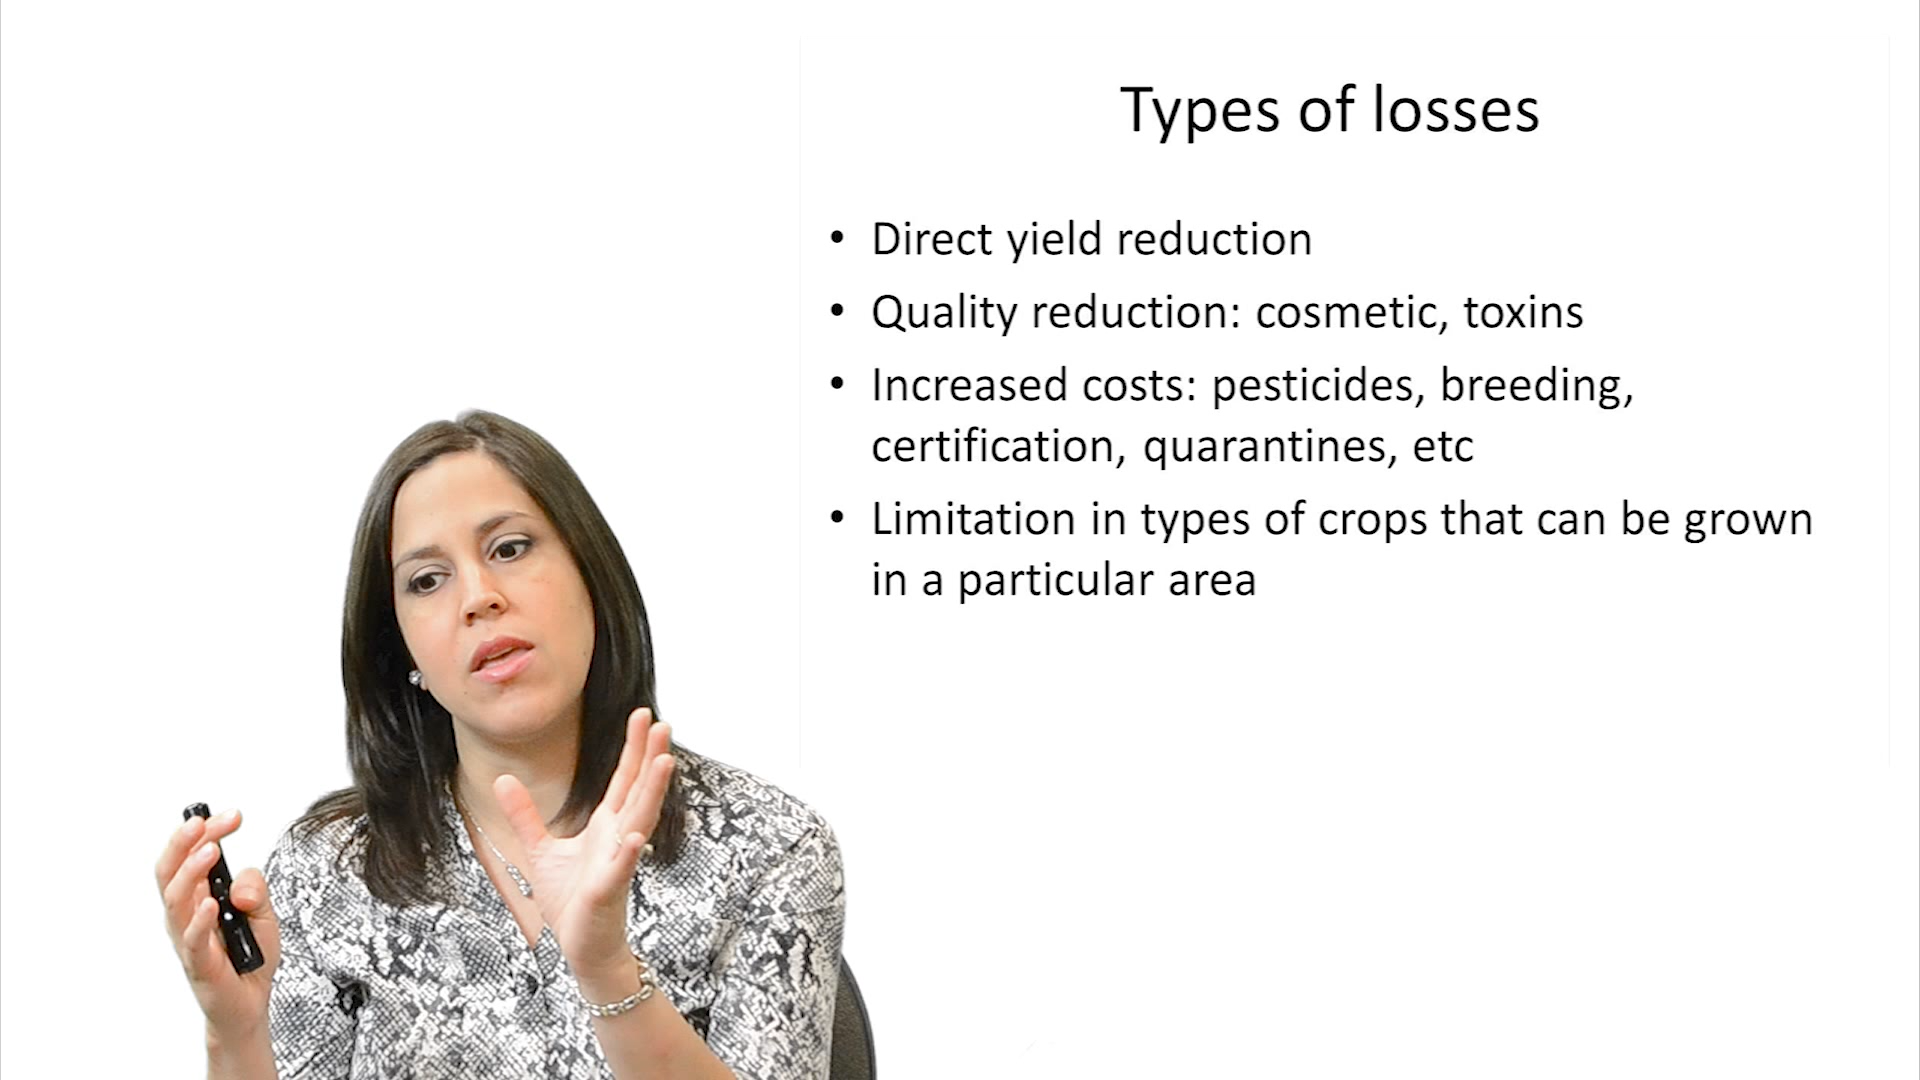 Types of losses
• Direct yield reduction
• Quality reduction: cosmetic, toxins
• Increased costs: pesticides, breeding,
certification, quarantines, etc
• Limitation in types of crops that can be grown
in a particular area